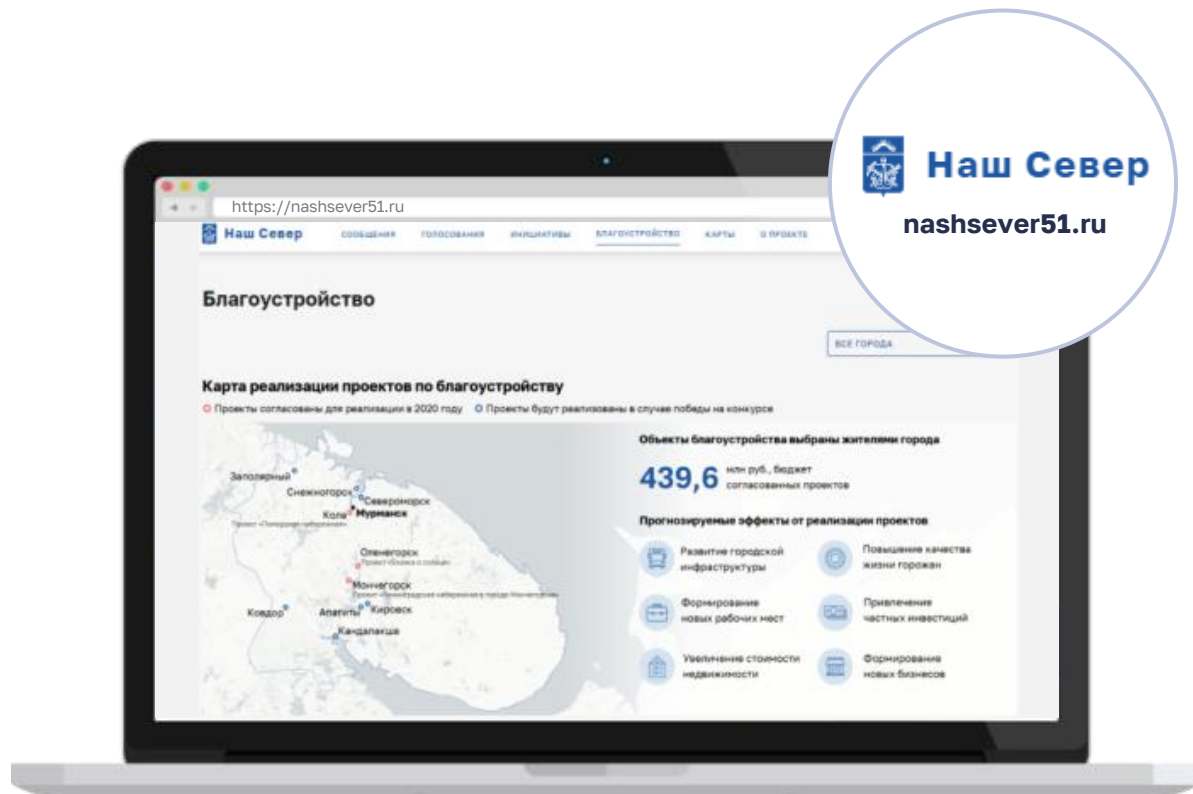 Наш Север
nashsever51.ru
https://nashsever51.ru
Наш Север СООБЩЕНИЯ ГОЛОСОВАНИЯ ИНИЦИАТИВЫ БЛАГОУСТРОЙСТВО КАРТЫ О ПРОЕКТЕ
Благоустройство
ВСЕ ГОРОДА
Карта реализации проектов по благоустройству
Проекты согласованы для реализации в 2020 году Проекты будут реализованы в случае победы на конкурсе
Объекты благоустройства выбраны жителями города
439,6 млн руб., бюджет
согласованных проектов
Прогнозируемые эффекты от реализации проектов
Развитие городской
инфраструктуры
Повышение качества
жизни горожан
Формирование
новых рабочих мест
Привлечение
частных инвестиций
Увеличение стоимости
недвижимости
Формирование
новых бизнесов
Заполярный
Снежногорск
Североморск
Кола Мурманск
Оленегорск
Мончегорск
Ковдор Апатиты Кировск
Кандалакша